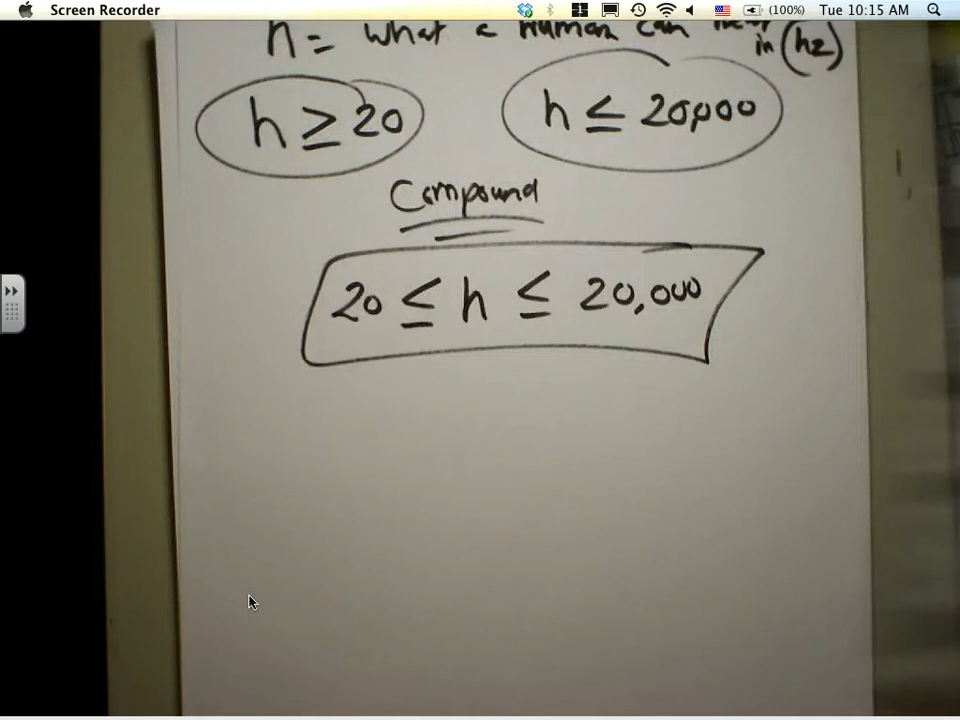 Screen Recorder
(100%) Tue 10:15 AM
h = What a human can
in (hz)
h ≥ 20 h ≤ 20,000
Compound
20 ≤ h ≤ 20,000